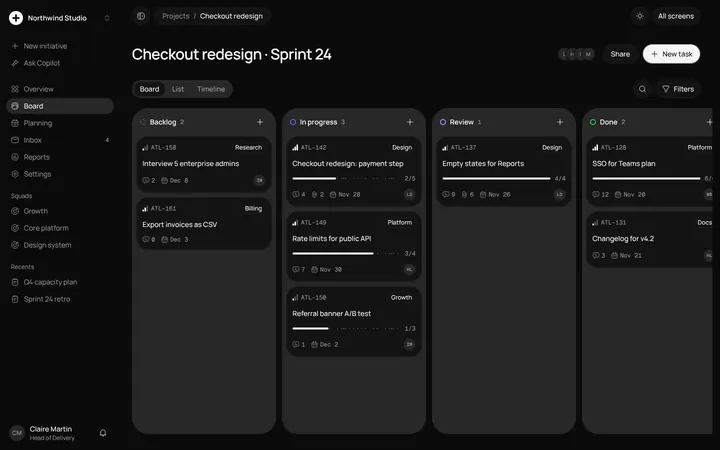 Northwind Studio
New initiative
Ask Copilot
Overview
Board
Planning
Inbox 4
Reports
Settings
Squads
Growth
Core platform
Design system
Recents
Q4 capacity plan
Sprint 24 retro
CM
Claire Martin
Head of Delivery
Projects / Checkout redesign
All screens
Checkout redesign · Sprint 24
Share
New task
Board List Timeline
Filters
Backlog 2
ATL-158 Research
Interview 5 enterprise admins
2 Dec 8
ATL-161 Billing
Export invoices as CSV
0 Dec 3
In progress 3
ATL-142 Design
Checkout redesign: payment step
2/5
4 2 Nov 28 LD
ATL-149 Platform
Rate limits for public API
3/4
7 Nov 30 HL
ATL-150 Growth
Referral banner A/B test
1/3
1 Dec 2
Review 1
ATL-137 Design
Empty states for Reports
4/4
9 6 Nov 26 LD
Done 2
ATL-128 Platform
SSO for Teams plan
12 Nov 20
ATL-131 Docs
Changelog for v4.2
3 Nov 21